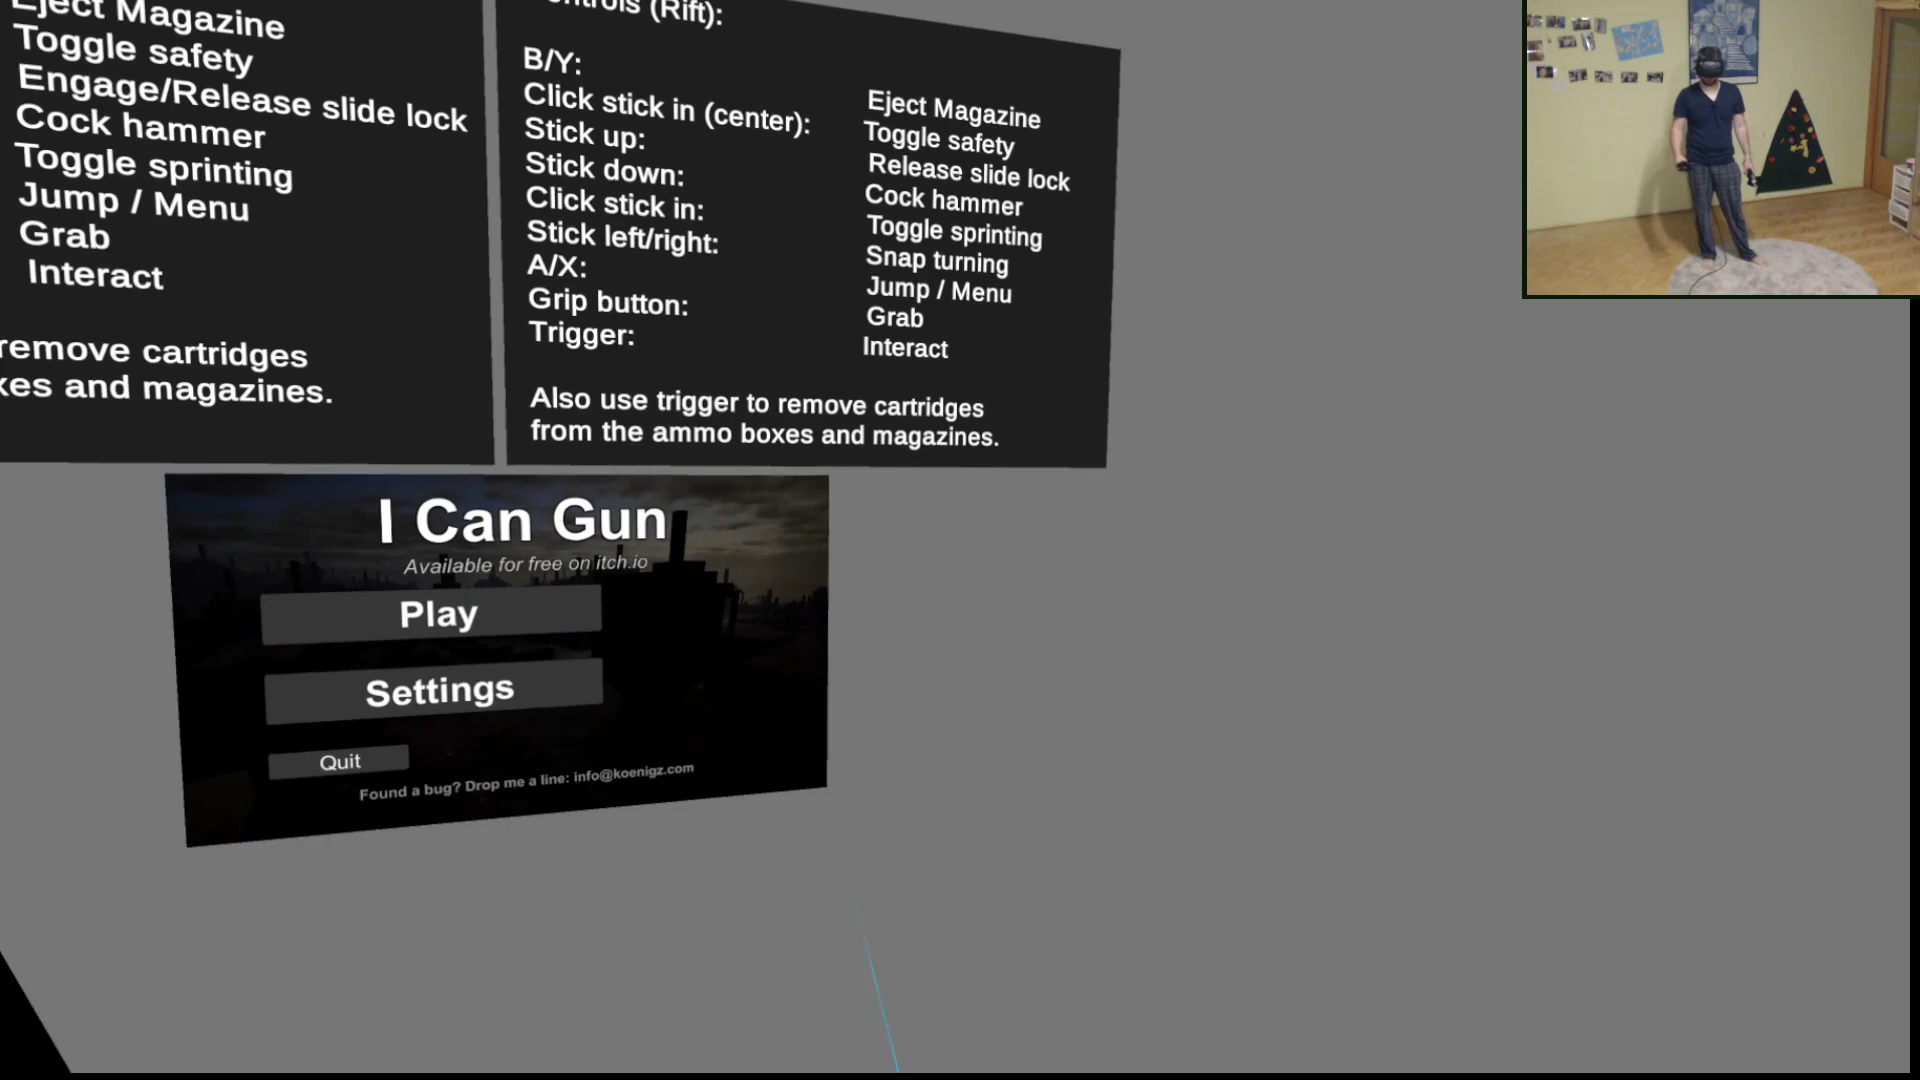 Eject Magazine
Toggle safety
Engage/Release slide lock
Cock hammer
Toggle sprinting
Jump / Menu
Grab
Interact
remove cartridges
and magazines.
(Rift):
B/Y:
Click stick in (center):
Stick up:
Stick down:
Click stick in:
Stick left/right:
A/X:
Grip button:
Trigger:
Eject Magazine
Toggle safety
Release slide lock
Cock hammer
Toggle sprinting
Snap turning
Jump / Menu
Grab
Interact
Also use trigger to remove cartridges
from the ammo boxes and magazines.
I Can Gun
Available for free on itch.io
Play
Settings
Quit
Found a bug? Drop me a line: info@koenigz.com